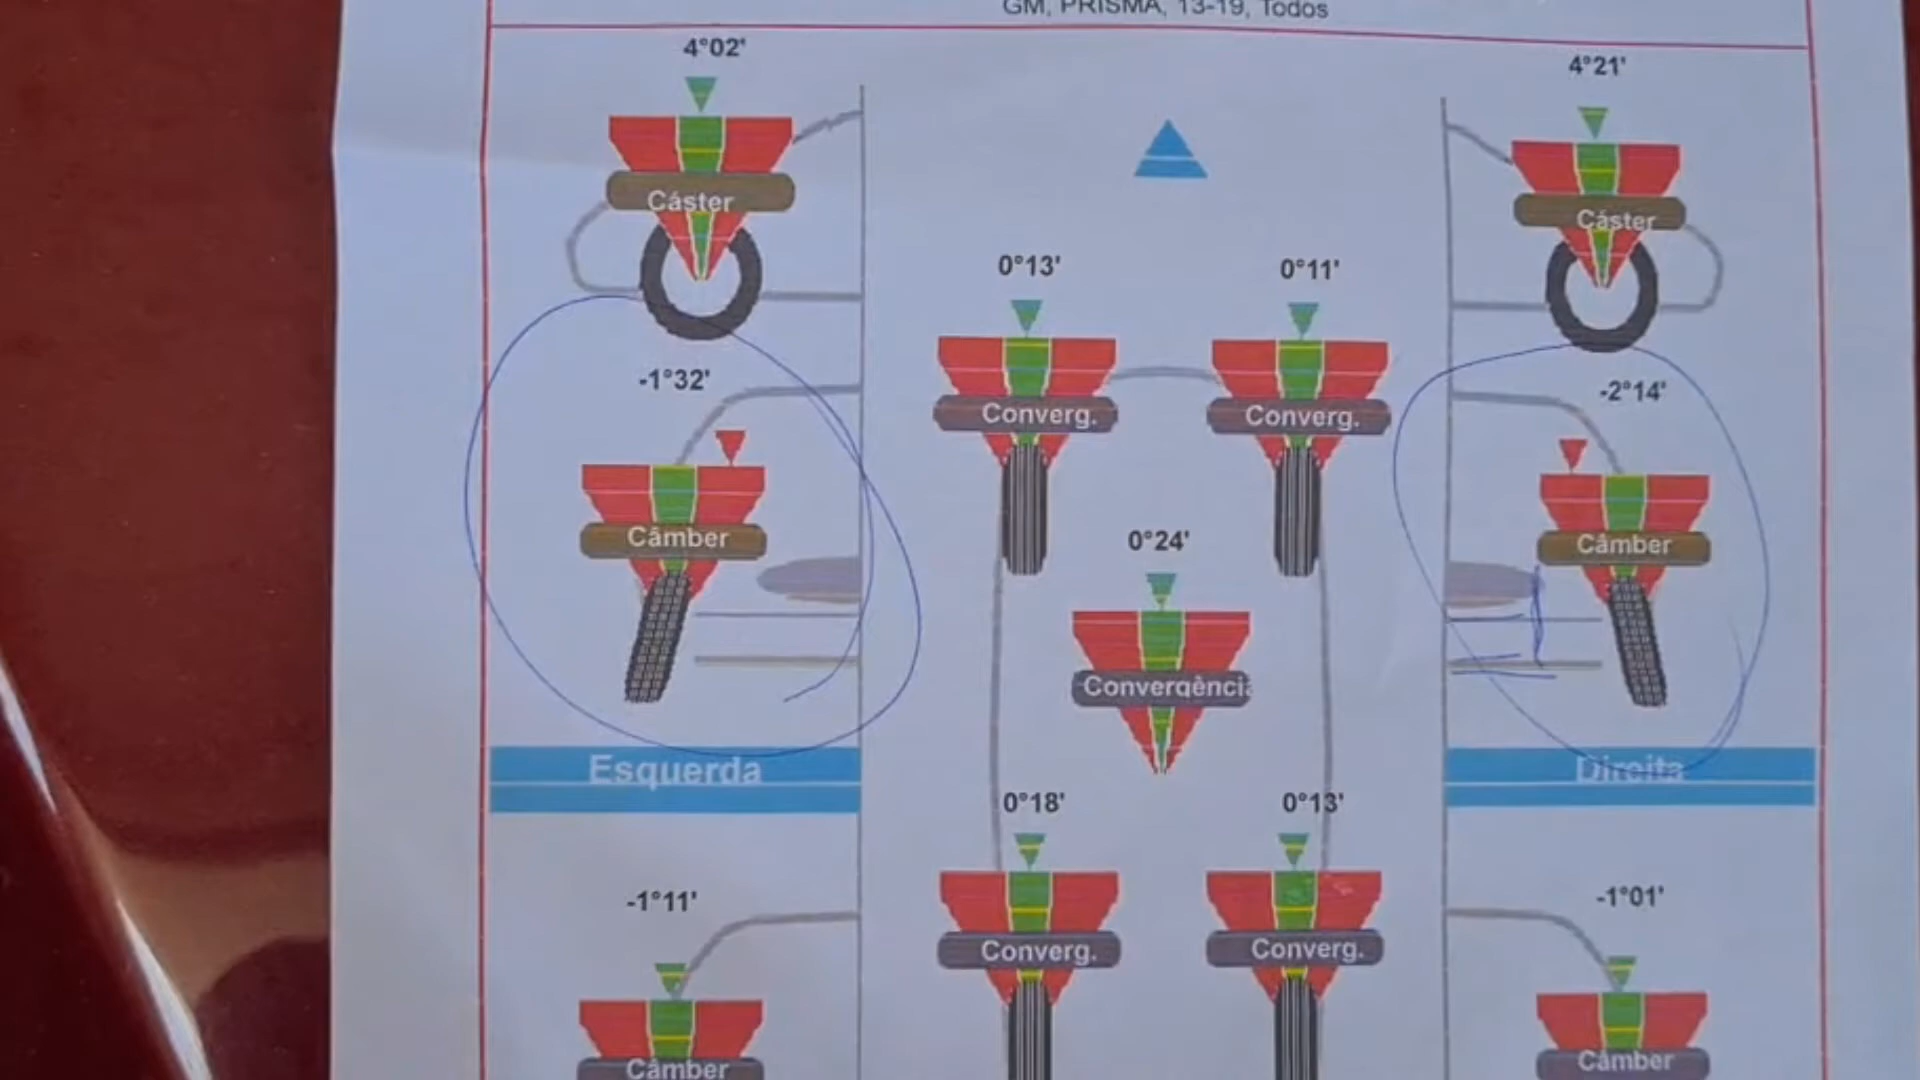 GM, PRISMA, 13-19, Todos
4°02'
4°21'
Cáster
Cáster
0°13'
0°11'
-1°32'
-2°14'
Converg.
Converg.
Câmber
Câmber
0°24'
Convergência
Esquerda
Direita
0°18'
0°13'
-1°11'
-1°01'
Converg.
Converg.
Câmber
Câmber